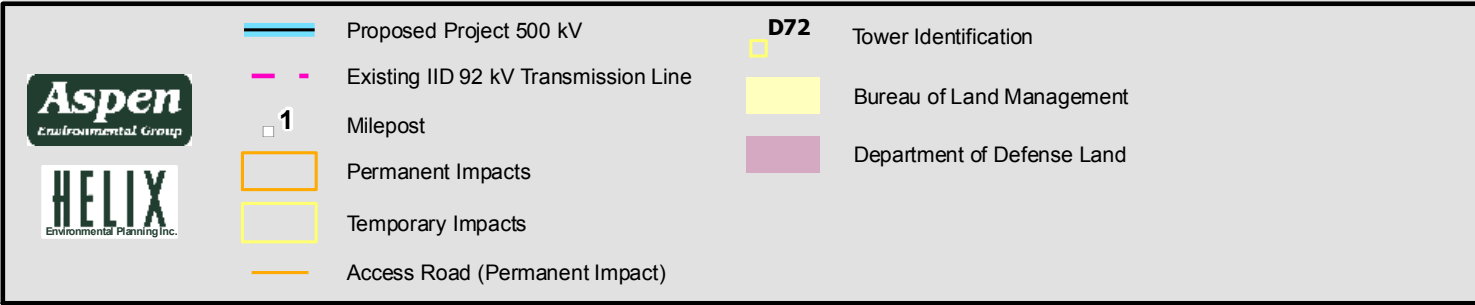 Aspen
Environmental Group
HELIX
Environmental Planning Inc.
Proposed Project 500 kV
Existing IID 92 kV Transmission Line
1
Milepost
Permanent Impacts
Temporary Impacts
Access Road (Permanent Impact)
D72
Tower Identification
Bureau of Land Management
Department of Defense Land